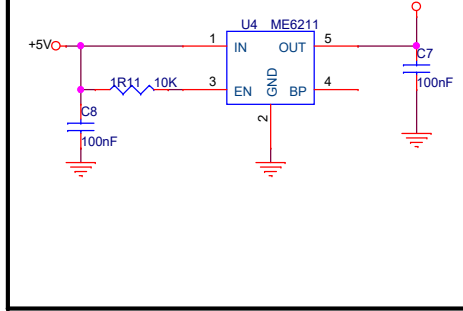 U4 ME6211
+5V
1 IN OUT 5
C7
100nF
1R11 10K 3 EN GND BP 4
C8
2
100nF